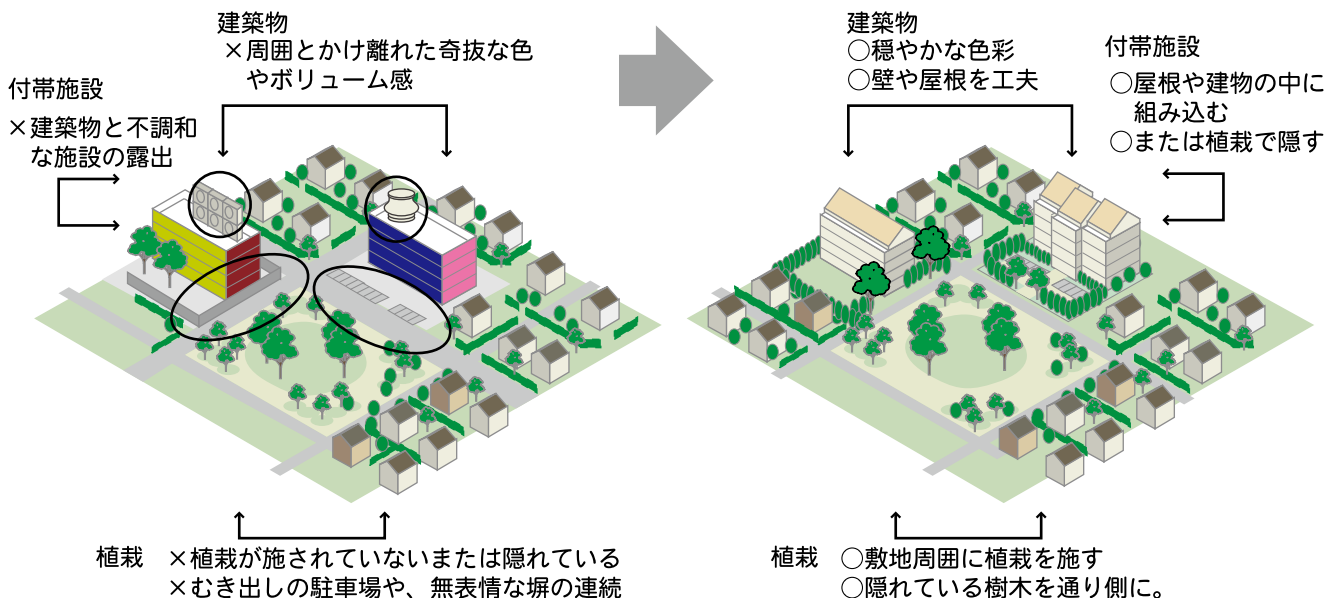 建築物
×周囲とかけ離れた奇抜な色
やボリューム感
付帯施設
×建築物と不調和
な施設の露出
植栽
×植栽が施されていないまたは隠れている
×むき出しの駐車場や、無表情な塀の連続
建築物
○穏やかな色彩
○壁や屋根を工夫
付帯施設
○屋根や建物の中に
組み込む
○または植栽で隠す
植栽
○敷地周囲に植栽を施す
○隠れている樹木を通り側に。